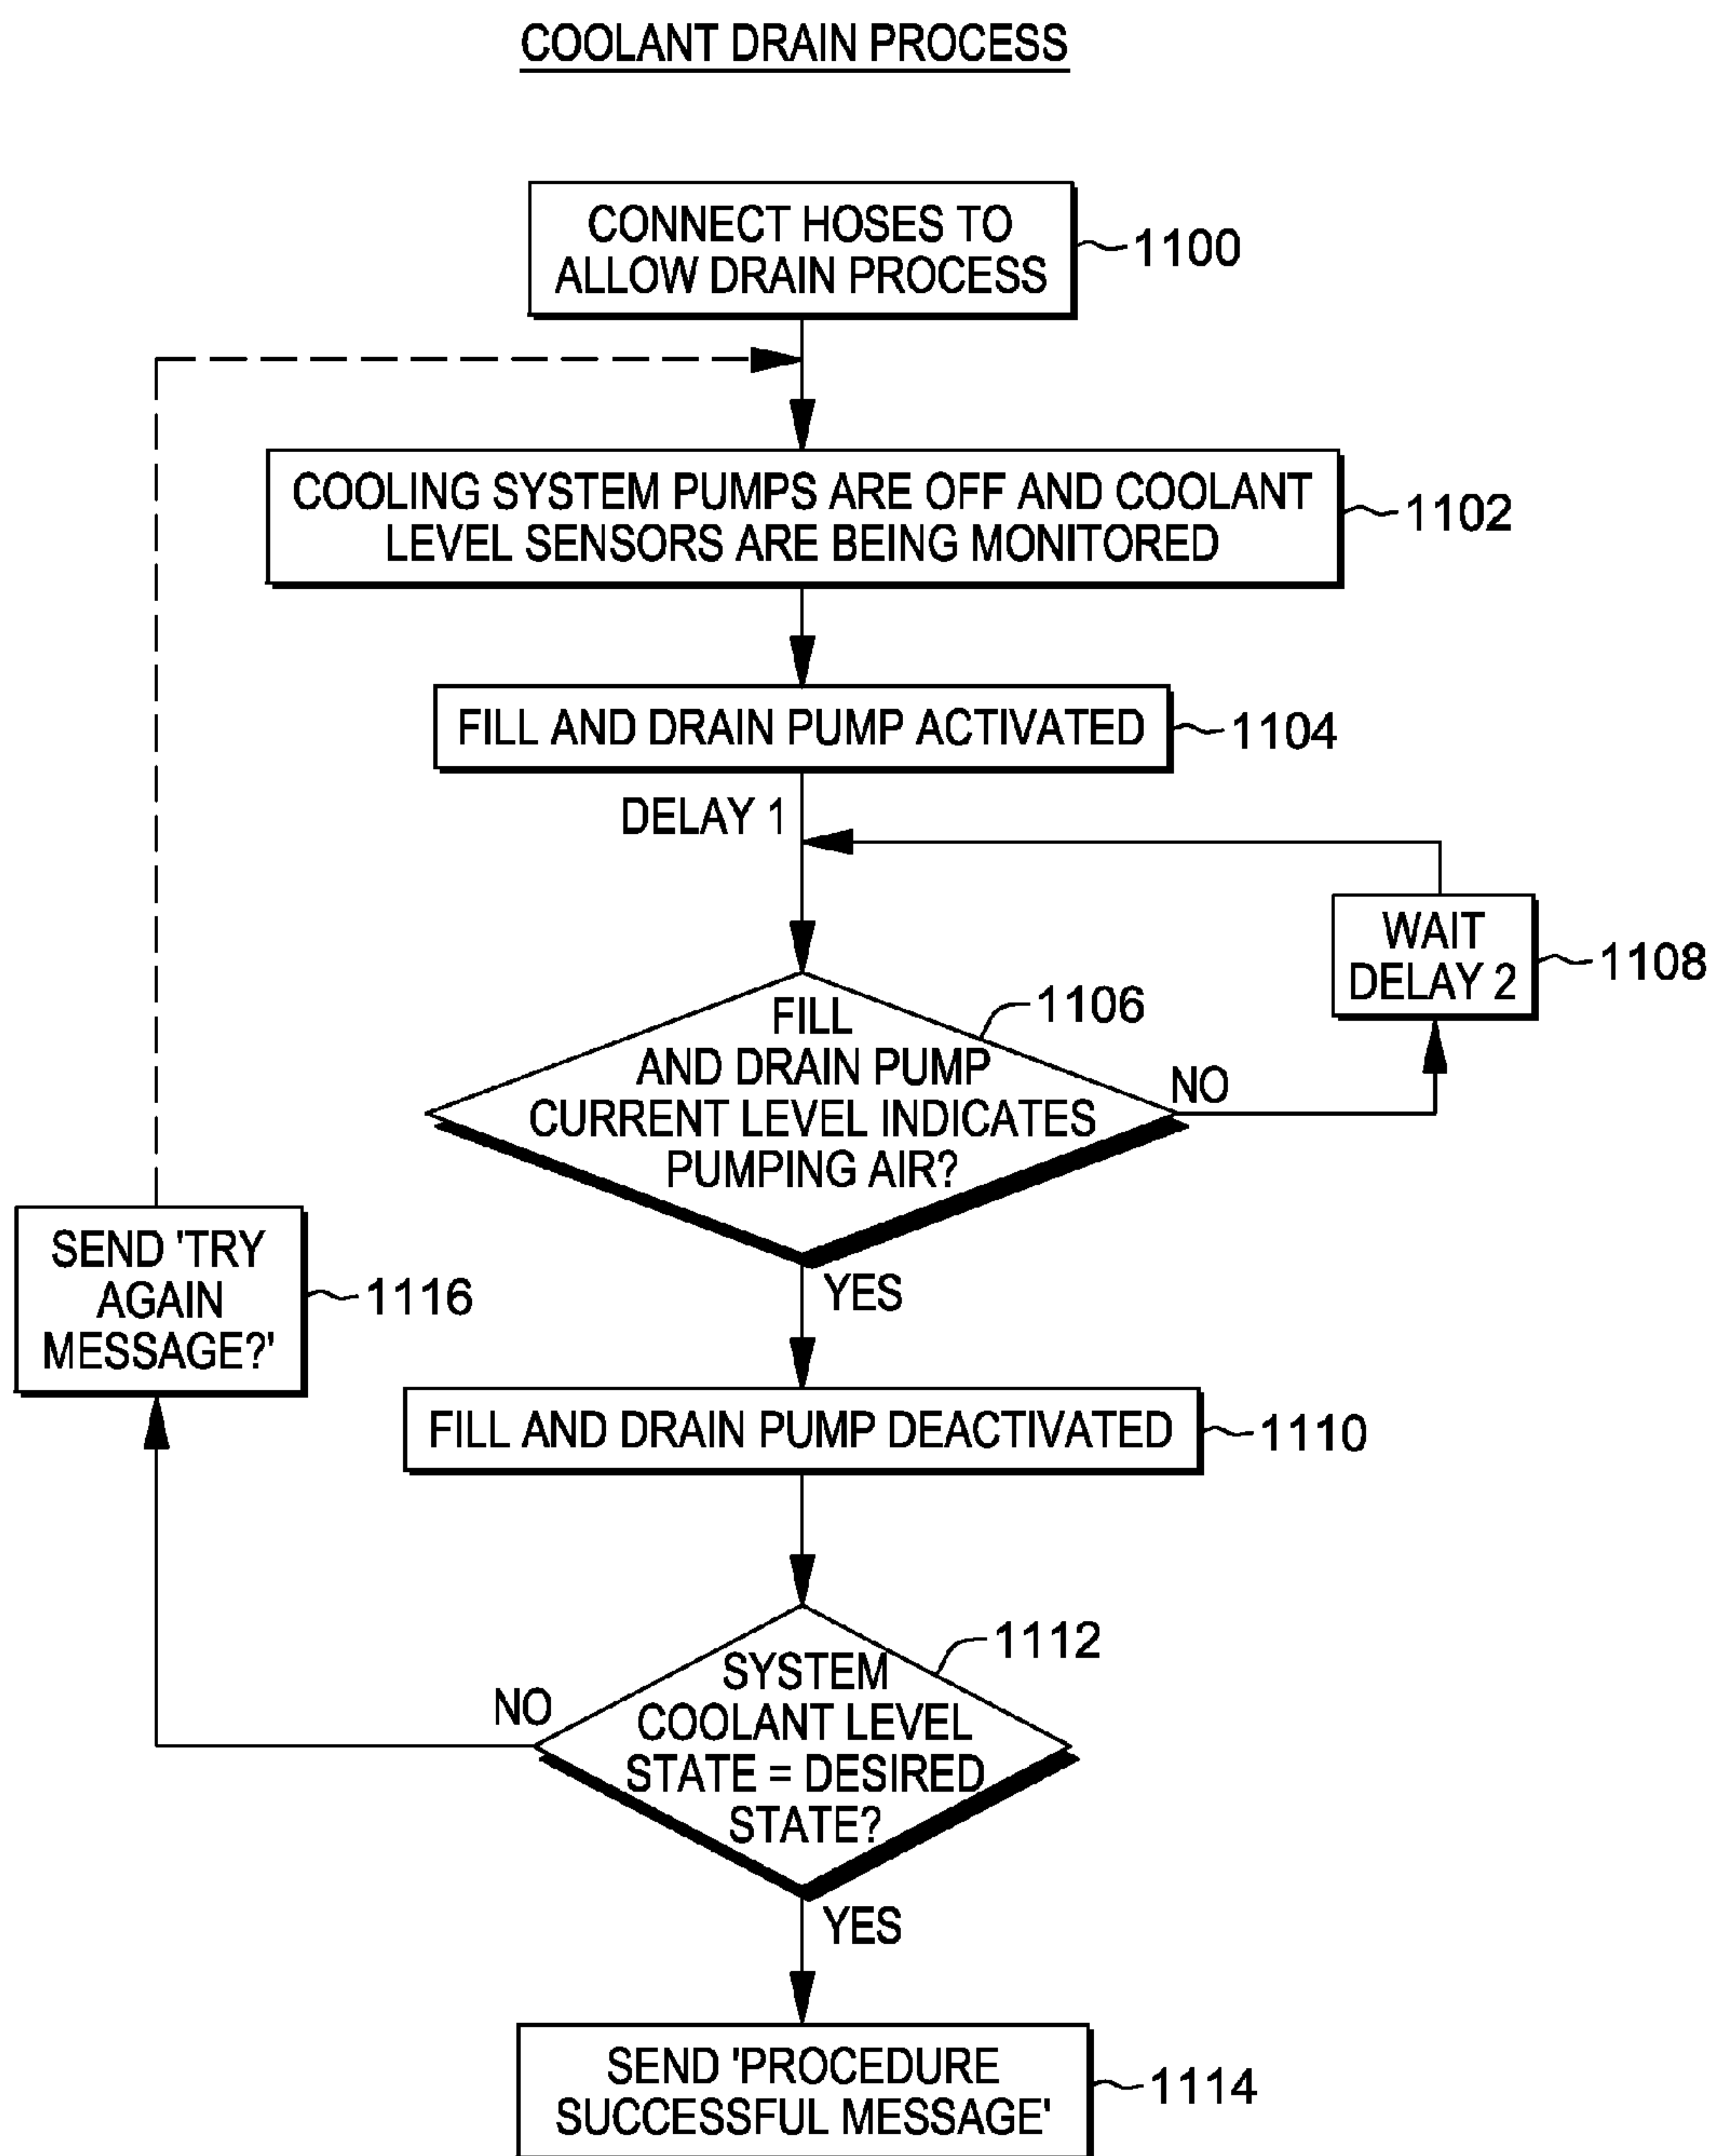 COOLANT DRAIN PROCESS
CONNECT HOSES TO
ALLOW DRAIN PROCESS
1100
COOLING SYSTEM PUMPS ARE OFF AND COOLANT
LEVEL SENSORS ARE BEING MONITORED
1102
FILL AND DRAIN PUMP ACTIVATED
1104
DELAY 1
WAIT
DELAY 2
1108
1106
FILL
AND DRAIN PUMP
CURRENT LEVEL INDICATES
PUMPING AIR?
NO
YES
SEND 'TRY
AGAIN
MESSAGE?'
1116
FILL AND DRAIN PUMP DEACTIVATED
1110
1112
SYSTEM
COOLANT LEVEL
STATE = DESIRED
STATE?
NO
YES
SEND 'PROCEDURE
SUCCESSFUL MESSAGE'
1114